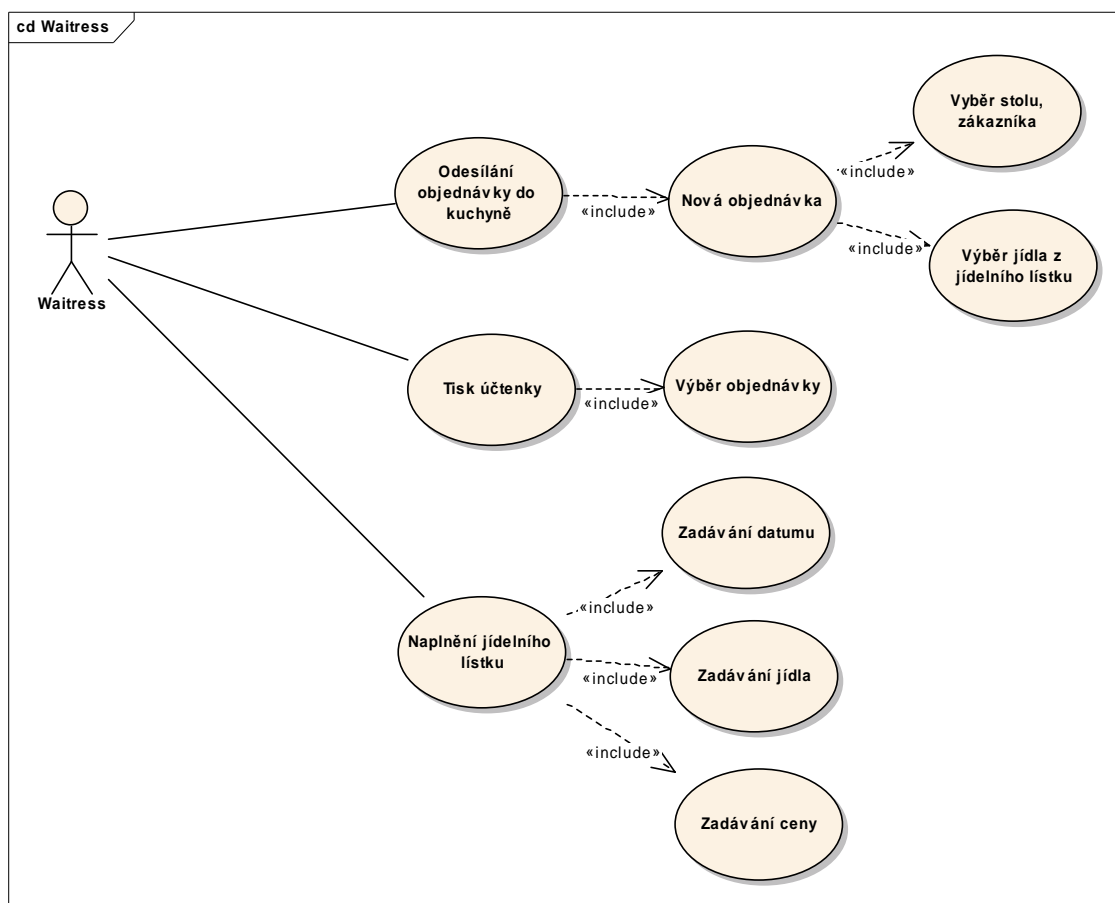 cd Waitress
Waitress
Odesílání
objednávky do
kuchyně
«include»
Nová objednávka
«include»
Vyběr stolu,
zákazníka
«include»
Výběr jídla z
jídelního lístku
Tisk účtenky
«include»
Výběr objednávky
Naplnění jídelního
lístku
«include»
Zadávání datumu
«include»
Zadávání jídla
«include»
Zadávání ceny